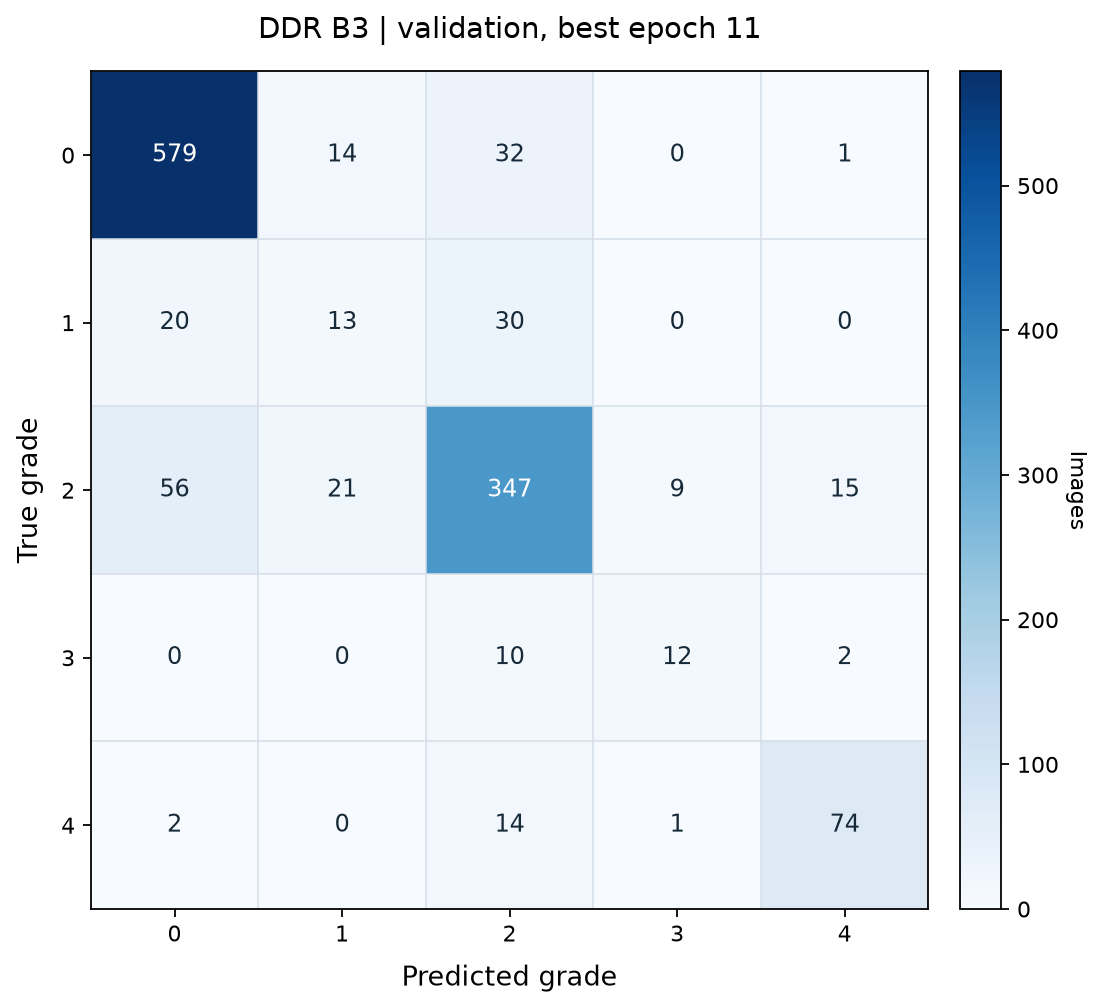 DDR B3 | validation, best epoch 11
0 579 14 32 0 1
1 20 13 30 0 0
2 56 21 347 9 15
3 0 0 10 12 2
4 2 0 14 1 74
0 1 2 3 4
Predicted grade
True grade
500
400
300
200
100
0
Images